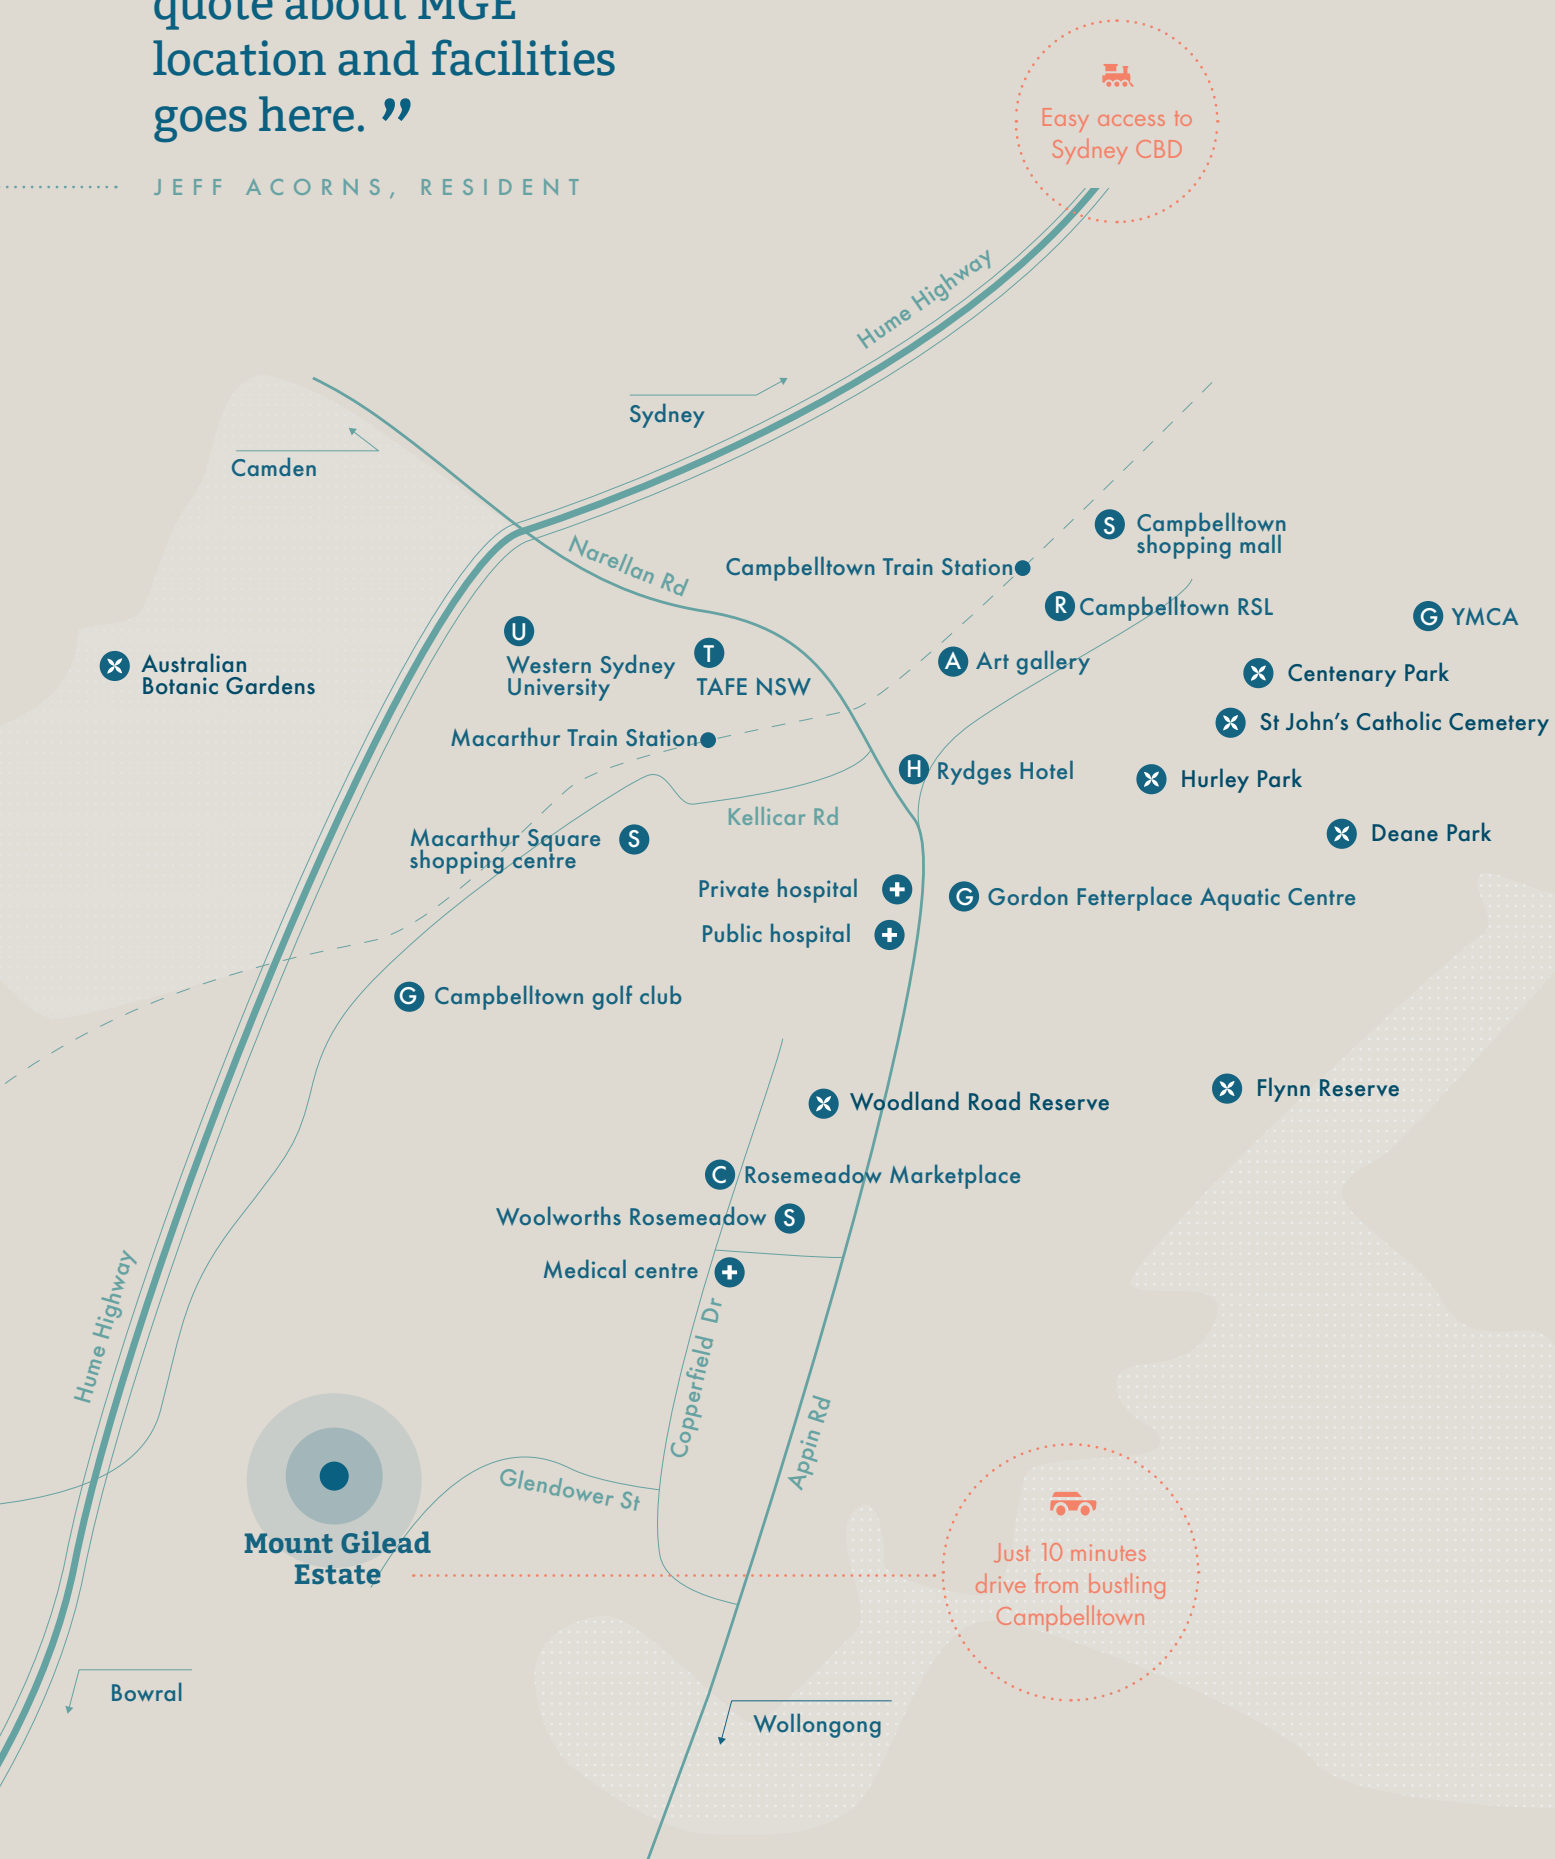 quote about MGE
location and facilities
goes here. ”
JEFF ACORNS, RESIDENT
Easy access to
Sydney CBD
Hume Highway
Sydney
Camden
Narellan Rd
Campbelltown Train Station
S
Campbelltown
shopping mall
R Campbelltown RSL
G YMCA
U
Western Sydney
University
T
TAFE NSW
A Art gallery
Australian
Botanic Gardens
Centenary Park
St John’s Catholic Cemetery
Macarthur Train Station
H Rydges Hotel
Hurley Park
Kellicar Rd
Macarthur Square
shopping centre
S
Deane Park
Private hospital
G Gordon Fetterplace Aquatic Centre
Public hospital
G Campbelltown golf club
Woodland Road Reserve
Flynn Reserve
C Rosemeadow Marketplace
Woolworths Rosemeadow S
Medical centre
Hume Highway
Copperfield Dr
Appin Rd
Glendower St
Mount Gilead
Estate
Just 10 minutes
drive from bustling
Campbelltown
Bowral
Wollongong